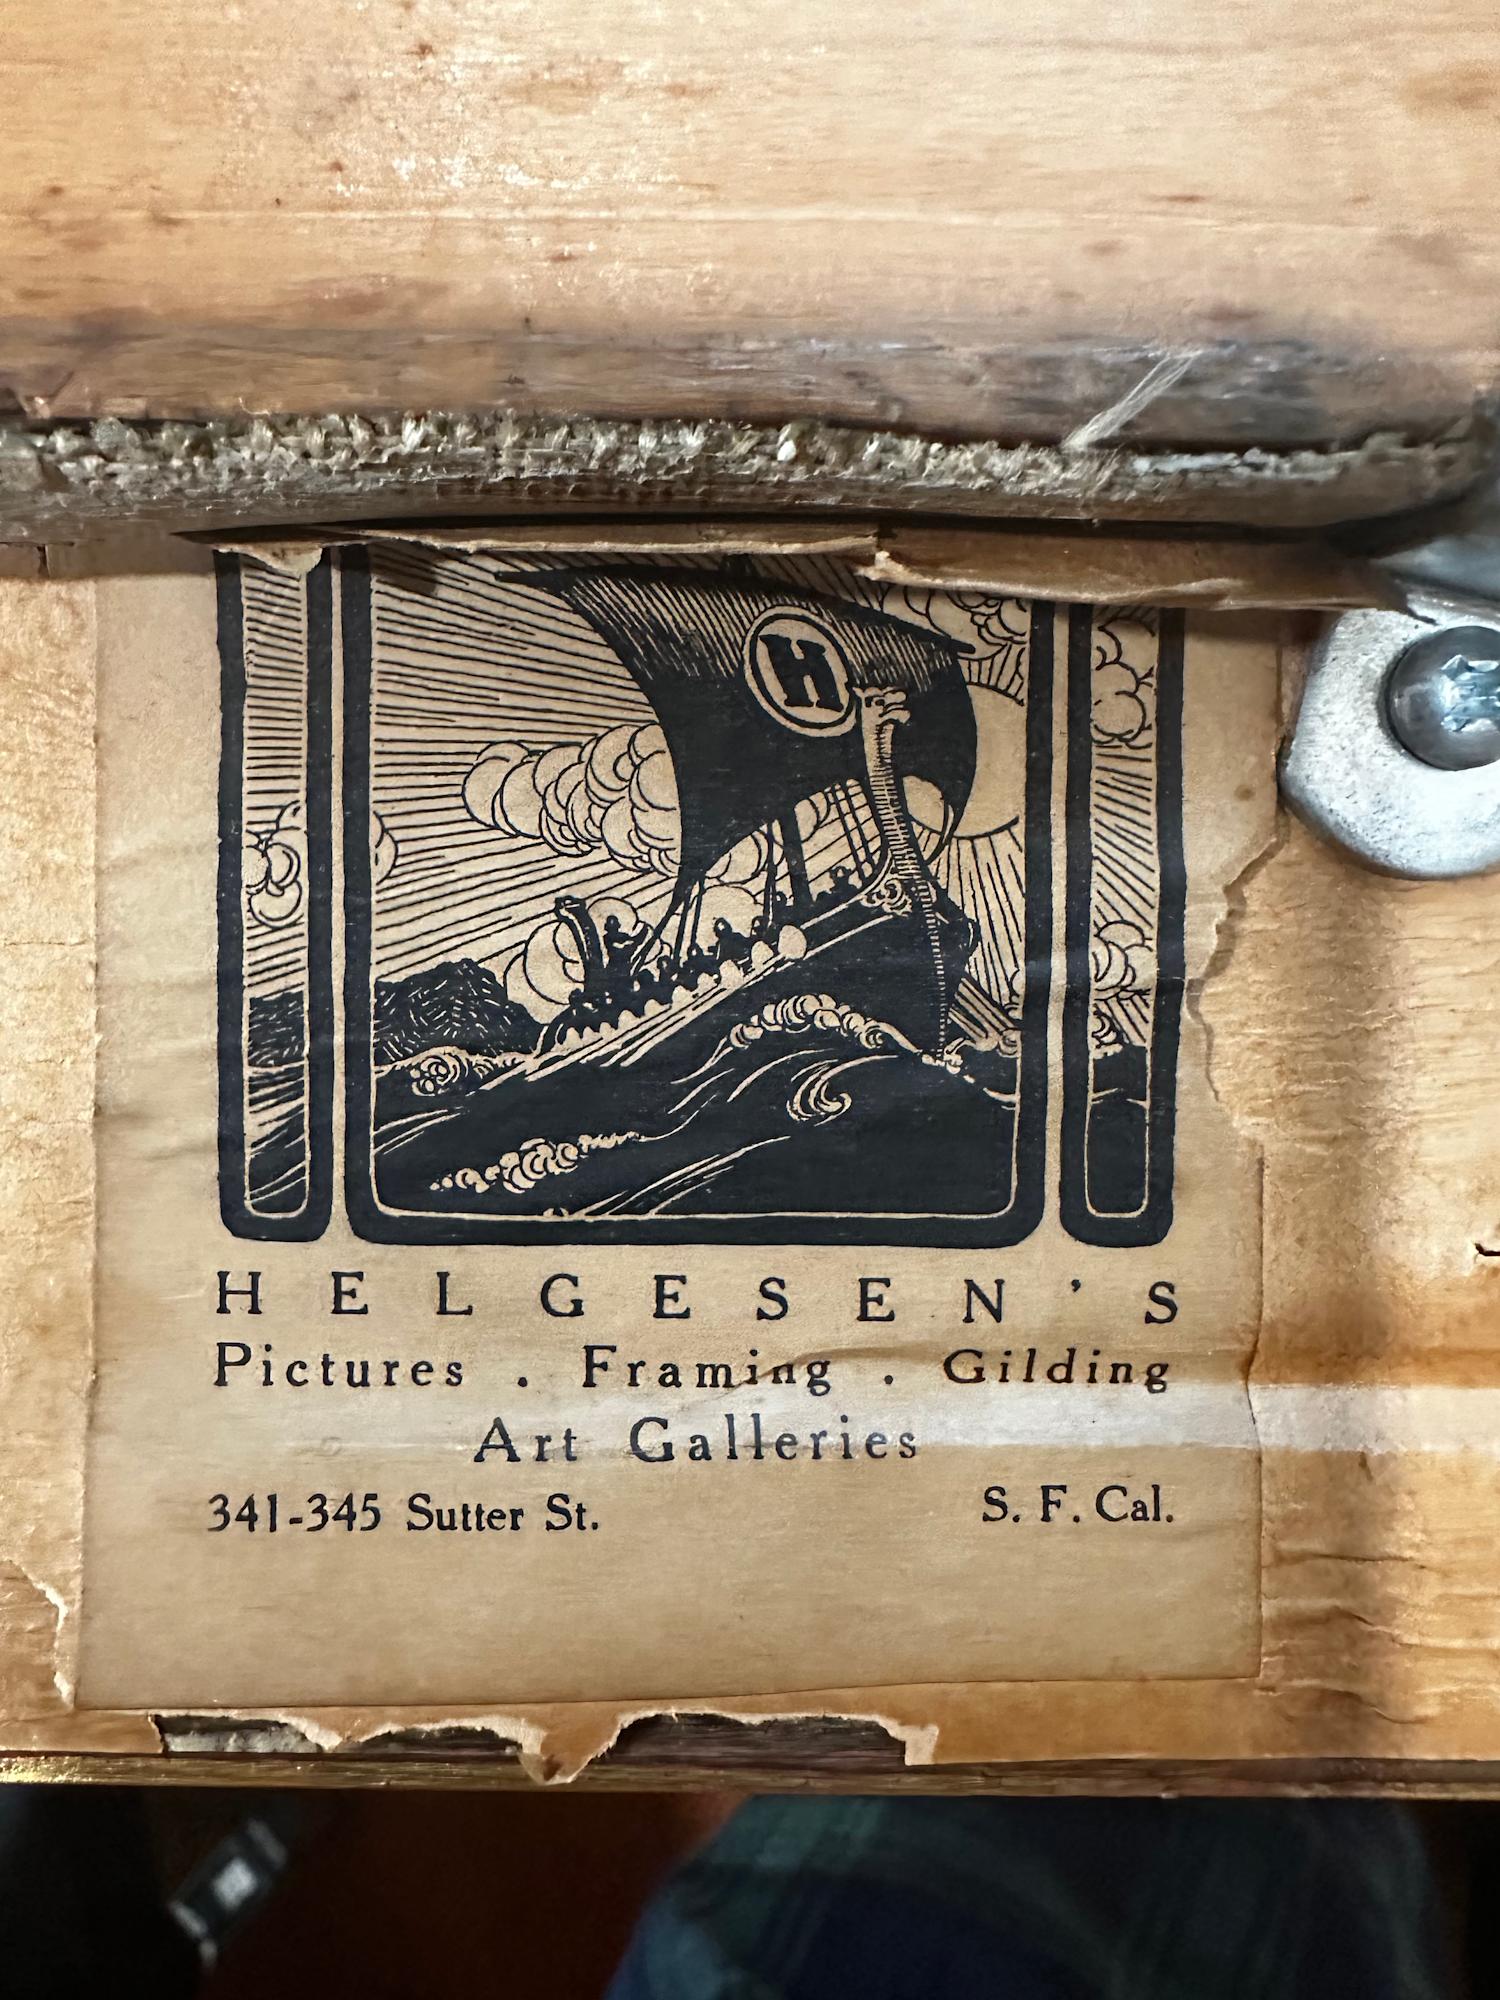 H
HELGESEN'S
Pictures . Framing . Gilding
Art Galleries
341-345 Sutter St. S. F. Cal.